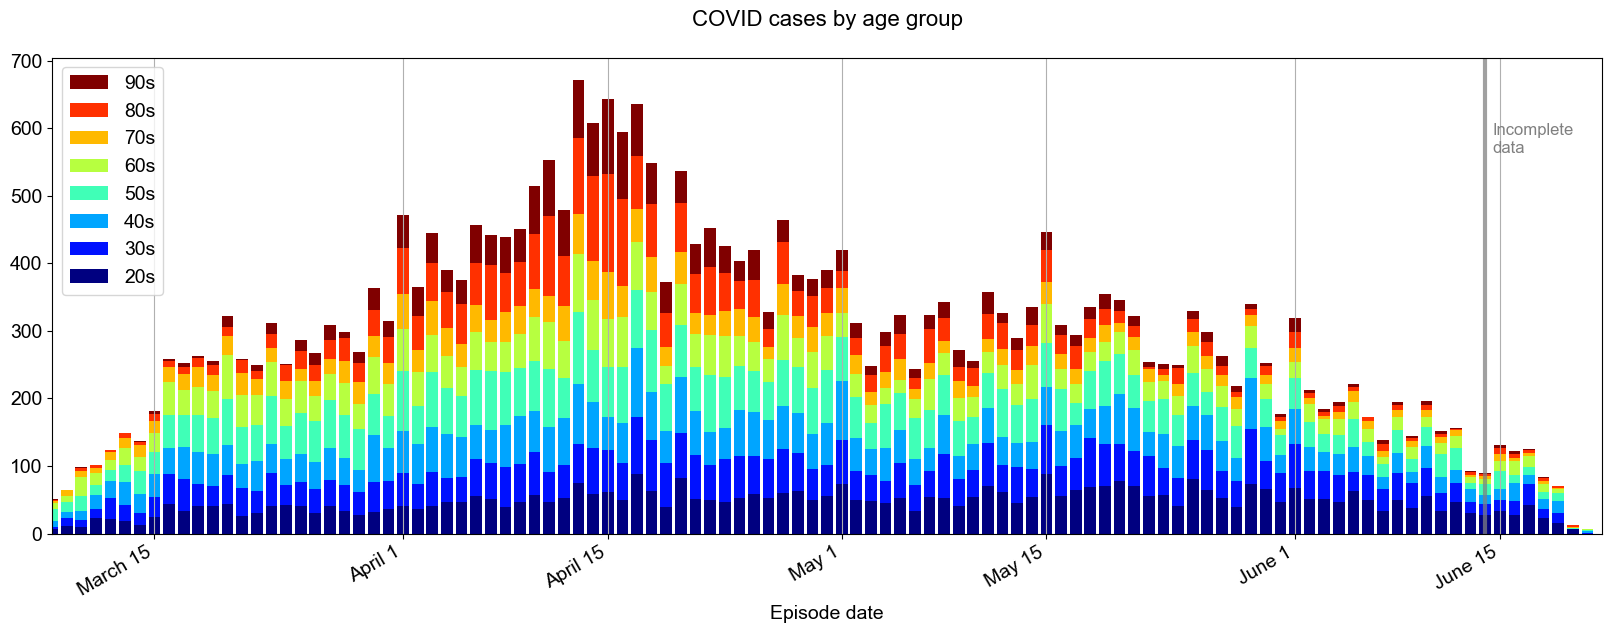 COVID cases by age group
700
600
500
400
300
200
100
0
90s
80s
70s
60s
50s
40s
30s
20s
Incomplete
data
March 15
April 1
April 15
May 1
May 15
June 1
June 15
Episode date